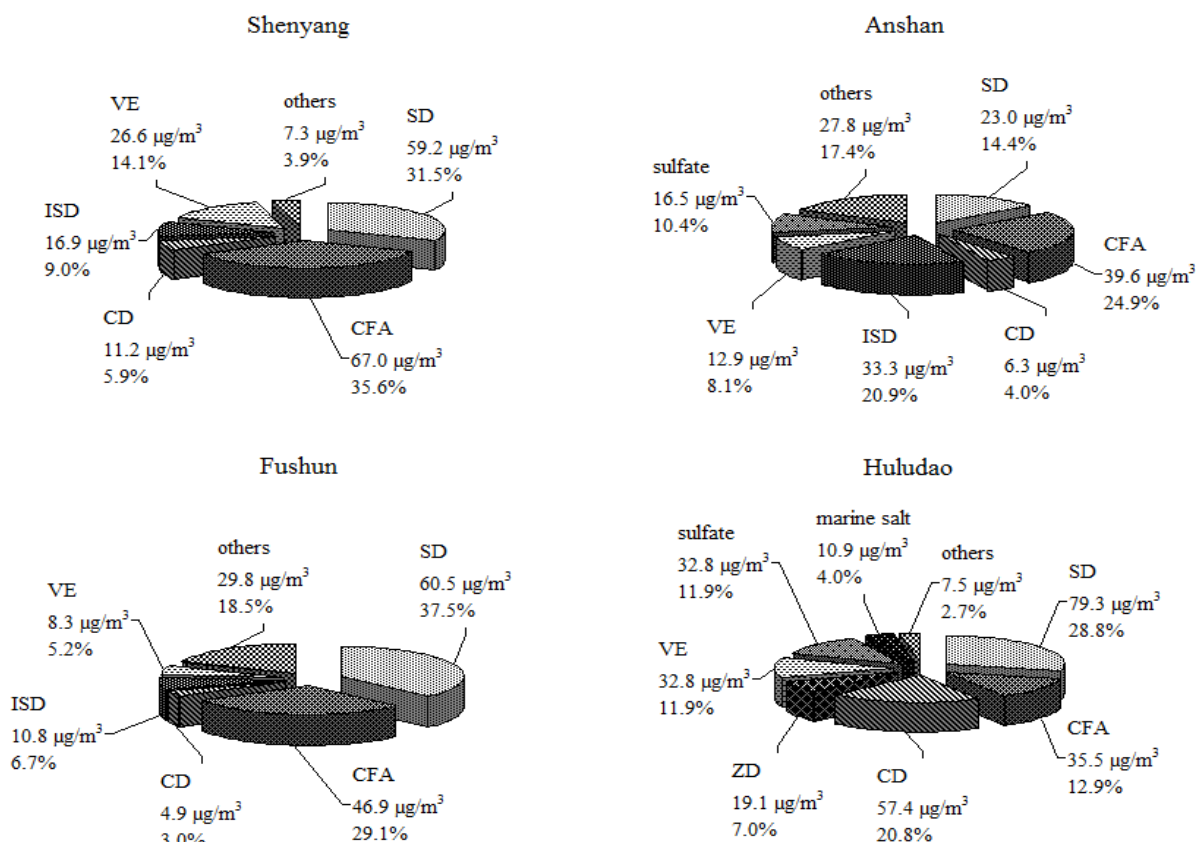 Shenyang
VE
26.6 µg/m³
14.1%
others
7.3 µg/m³
3.9%
SD
59.2 µg/m³
31.5%
ISD
16.9 µg/m³
9.0%
CD
11.2 µg/m³
5.9%
CFA
67.0 µg/m³
35.6%
Anshan
others
27.8 µg/m³
17.4%
SD
23.0 µg/m³
14.4%
sulfate
16.5 µg/m³
10.4%
CFA
39.6 µg/m³
24.9%
VE
12.9 µg/m³
8.1%
ISD
33.3 µg/m³
20.9%
CD
6.3 µg/m³
4.0%
Fushun
others
29.8 µg/m³
18.5%
SD
60.5 µg/m³
37.5%
VE
8.3 µg/m³
5.2%
ISD
10.8 µg/m³
6.7%
CD
4.9 µg/m³
3.0%
CFA
46.9 µg/m³
29.1%
Huludao
sulfate
32.8 µg/m³
11.9%
marine salt
10.9 µg/m³
4.0%
others
7.5 µg/m³
2.7%
SD
79.3 µg/m³
28.8%
VE
32.8 µg/m³
11.9%
CFA
35.5 µg/m³
12.9%
ZD
19.1 µg/m³
7.0%
CD
57.4 µg/m³
20.8%